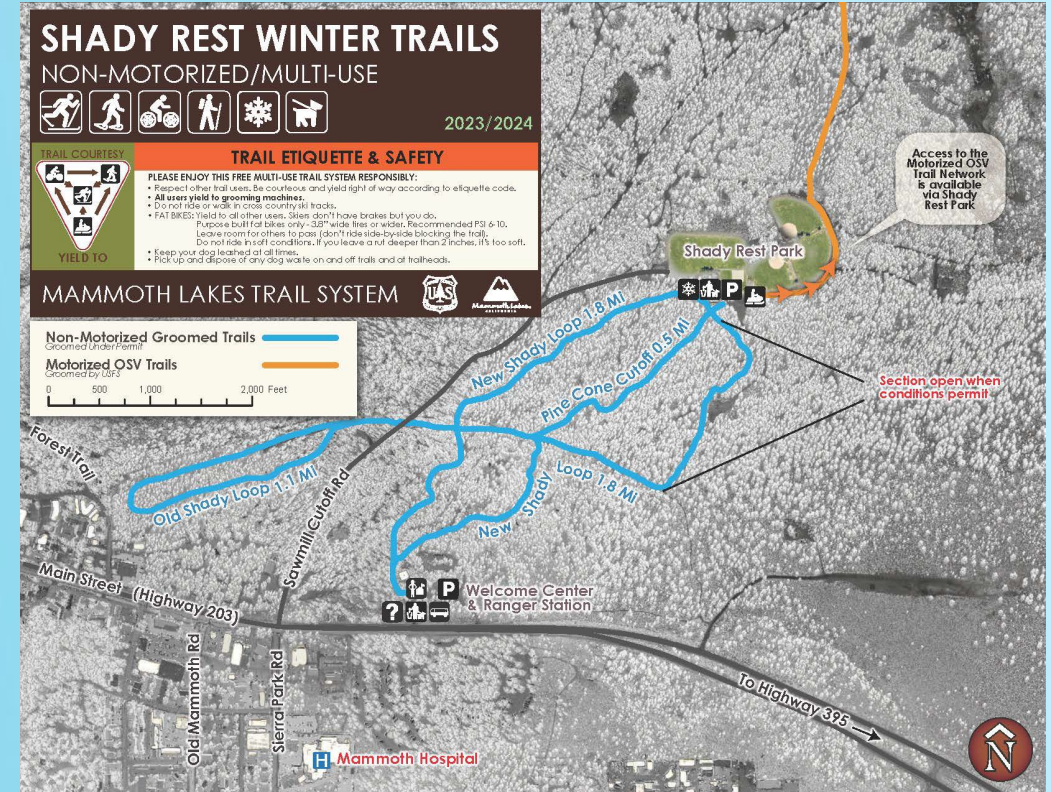 SHADY REST WINTER TRAILS
NON-MOTORIZED/MULTI-USE
2023/2024
TRAIL COURTESY
YIELD TO
TRAIL ETIQUETTE & SAFETY
PLEASE ENJOY THIS FREE MULTI-USE TRAIL SYSTEM RESPONSIBLY:
• Respect other trail users. Be courteous and yield right of way according to etiquette code.
• All users yield to grooming machines.
• Do not ride or walk in cross country ski tracks.
• FAT BIKES: Yield to all other users. Skiers don't have brakes but you do.
Purpose built fat bikes only - 3.8" wide tires or wider. Recommended PSI 6-10.
Leave room for others to pass (don't ride side-by-side blocking the trail).
Do not ride in soft conditions. If you leave a rut deeper than 2 inches, it's too soft.
• Keep your dog leashed at all times.
• Pick up and dispose of any dog waste on and off trails and at trailheads.
MAMMOTH LAKES TRAIL SYSTEM
U S
Mammoth Lakes
CALIFORNIA
Non-Motorized Groomed Trails
Groomed Under Permit
Motorized OSV Trails
Groomed by USFS
0 500 1,000 2,000 Feet
Access to the
Motorized OSV
Trail Network
is available
via Shady
Rest Park
Shady Rest Park
P
New Shady Loop 1.8 Mi
Pine Cone Cutoff 0.5 Mi
Section open when
conditions permit
Forest Trail
Old Shady Loop 1.1 Mi
Sawmill Cutoff Rd
New Shady Loop 1.8 Mi
Main Street (Highway 203)
P
?
Welcome Center
& Ranger Station
Old Mammoth Rd
Sierra Park Rd
To Highway 395
H Mammoth Hospital
N